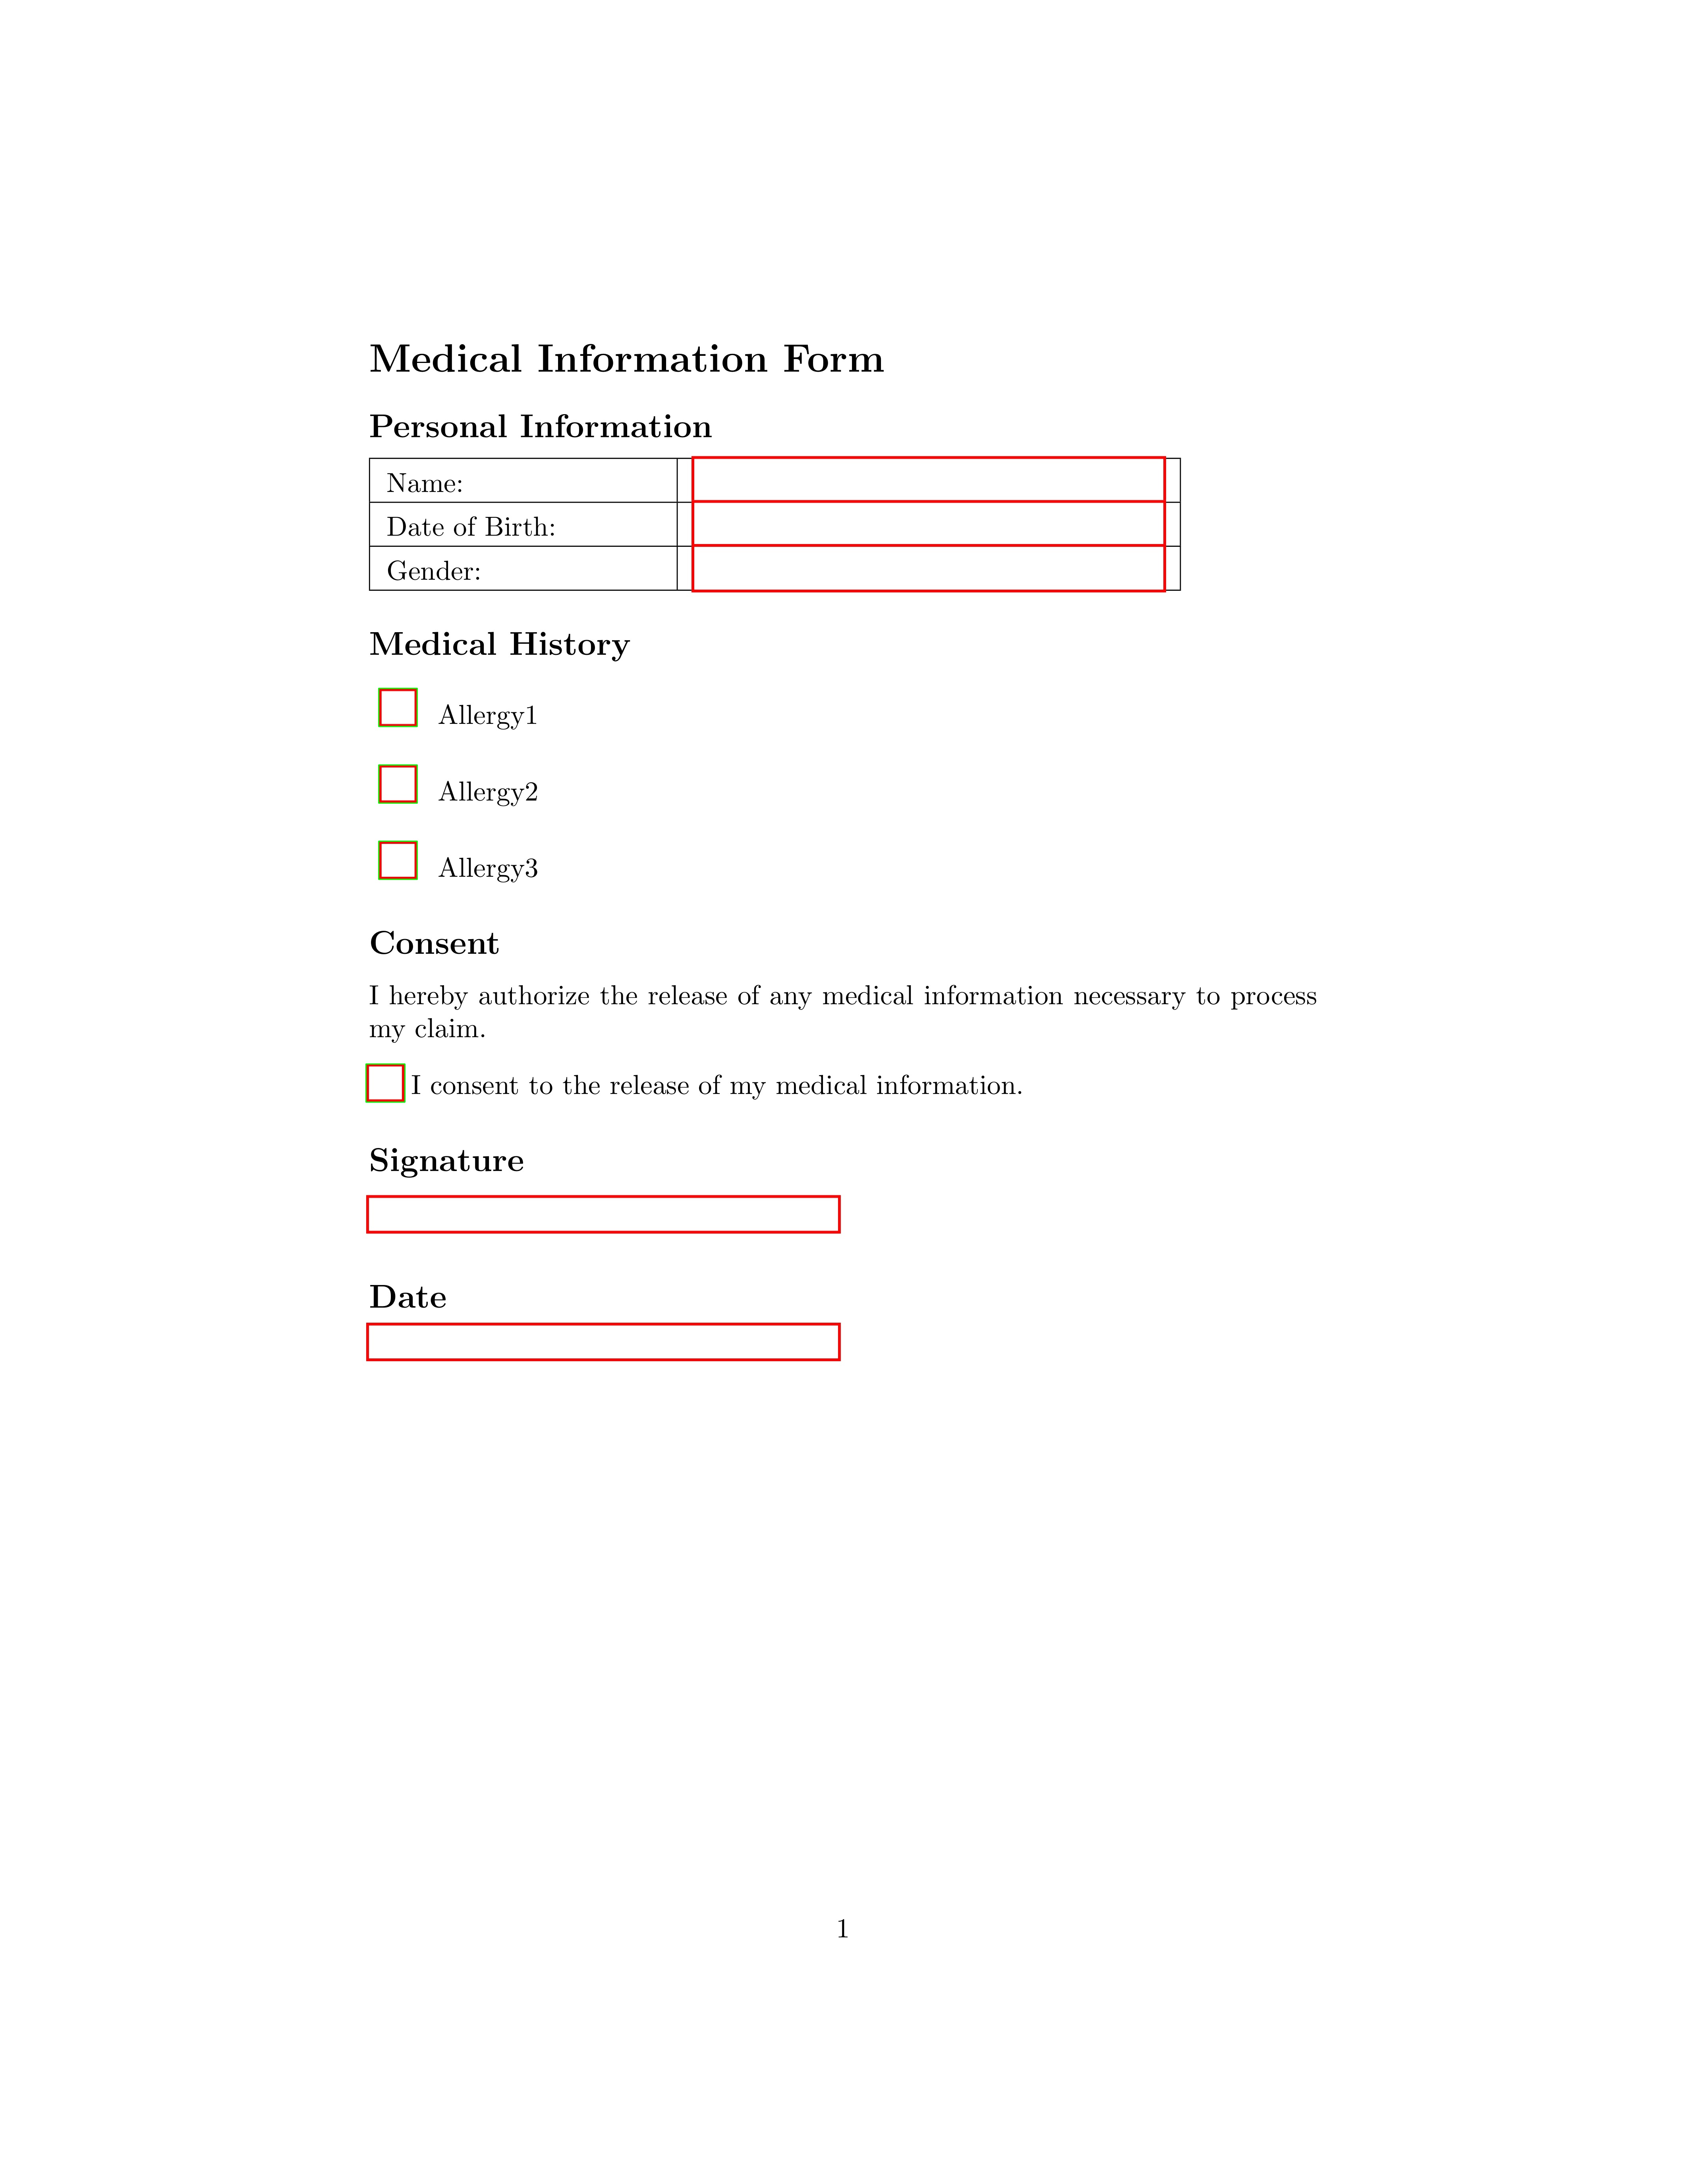 Medical Information Form
Personal Information
Name:
Date of Birth:
Gender:
Medical History
Allergy1
Allergy2
Allergy3
Consent
I hereby authorize the release of any medical information necessary to process
my claim.
I consent to the release of my medical information.
Signature
Date
1